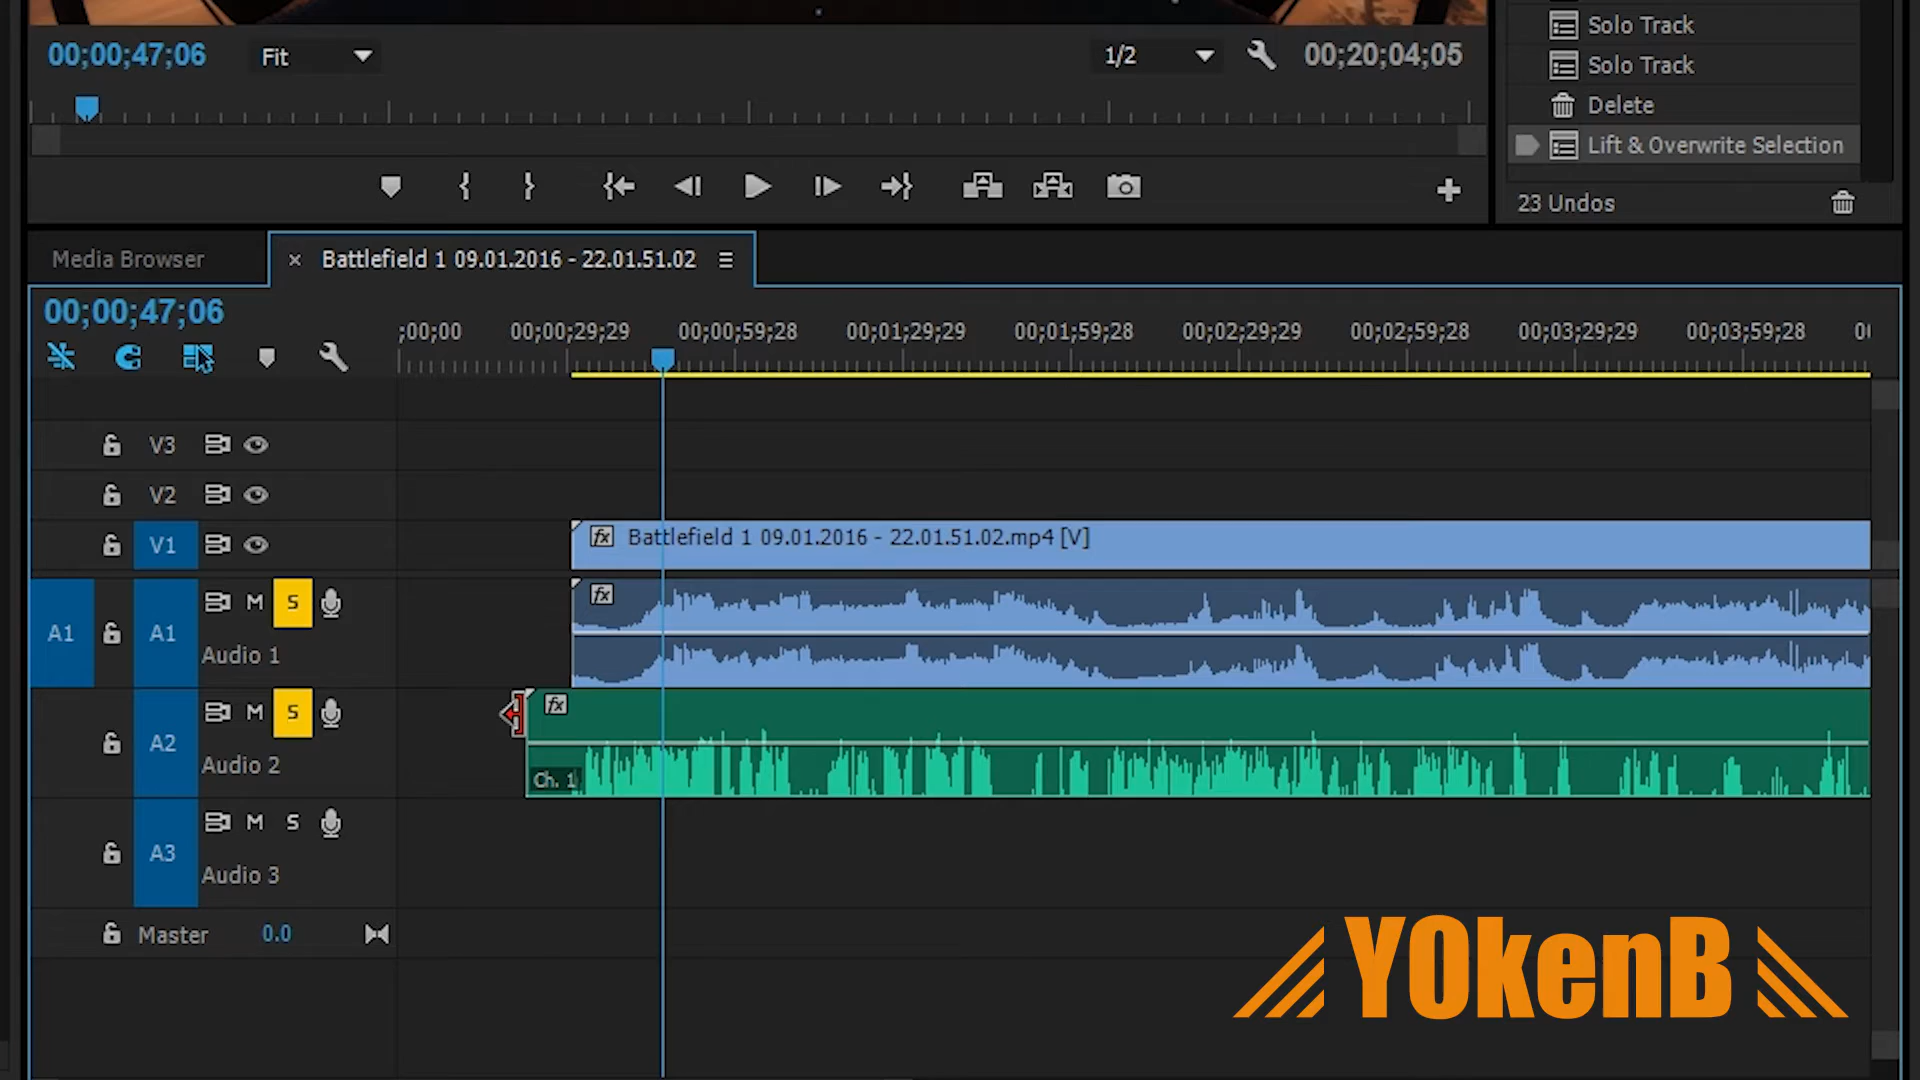 Solo Track
00;00;47;06 Fit 1/2 00;20;04;05
Solo Track
Delete
Lift & Overwrite Selection
23 Undos
Media Browser × Battlefield 1 09.01.2016 - 22.01.51.02
00;00;47;06
;00;00 00;00;29;29 00;00;59;28 00;01;29;29 00;01;59;28 00;02;29;29 00;02;59;28 00;03;29;29 00;03;59;28
V3
V2
V1 fx Battlefield 1 09.01.2016 - 22.01.51.02.mp4 [V]
M S fx
A1 A1
Audio 1
M S fx
A2
Audio 2 Ch. 1
M S
A3
Audio 3
Master 0.0
YOkenB